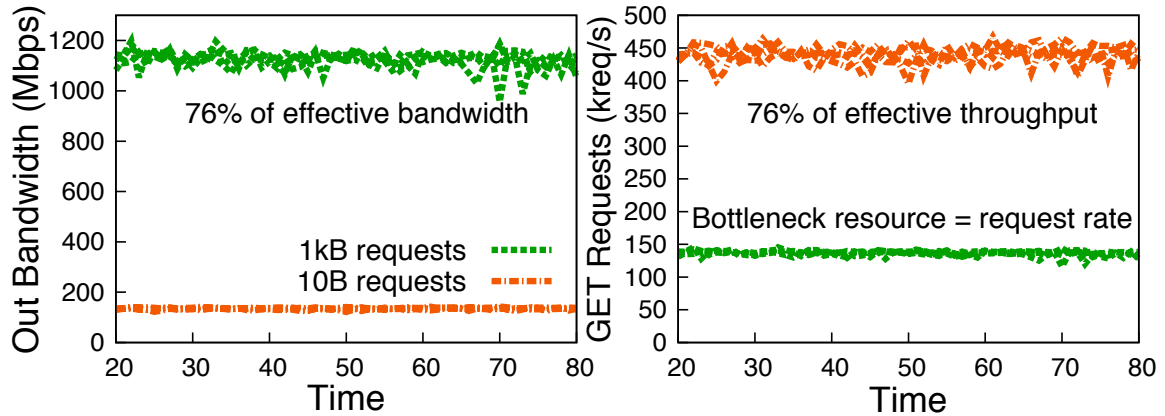 Out Bandwidth (Mbps)
1200
1000
800
600
400
200
0
76% of effective bandwidth
1kB requests
10B requests
20 30 40 50 60 70 80
Time
GET Requests (kreq/s)
500
450
400
350
300
250
200
150
100
50
0
76% of effective throughput
Bottleneck resource = request rate
20 30 40 50 60 70 80
Time